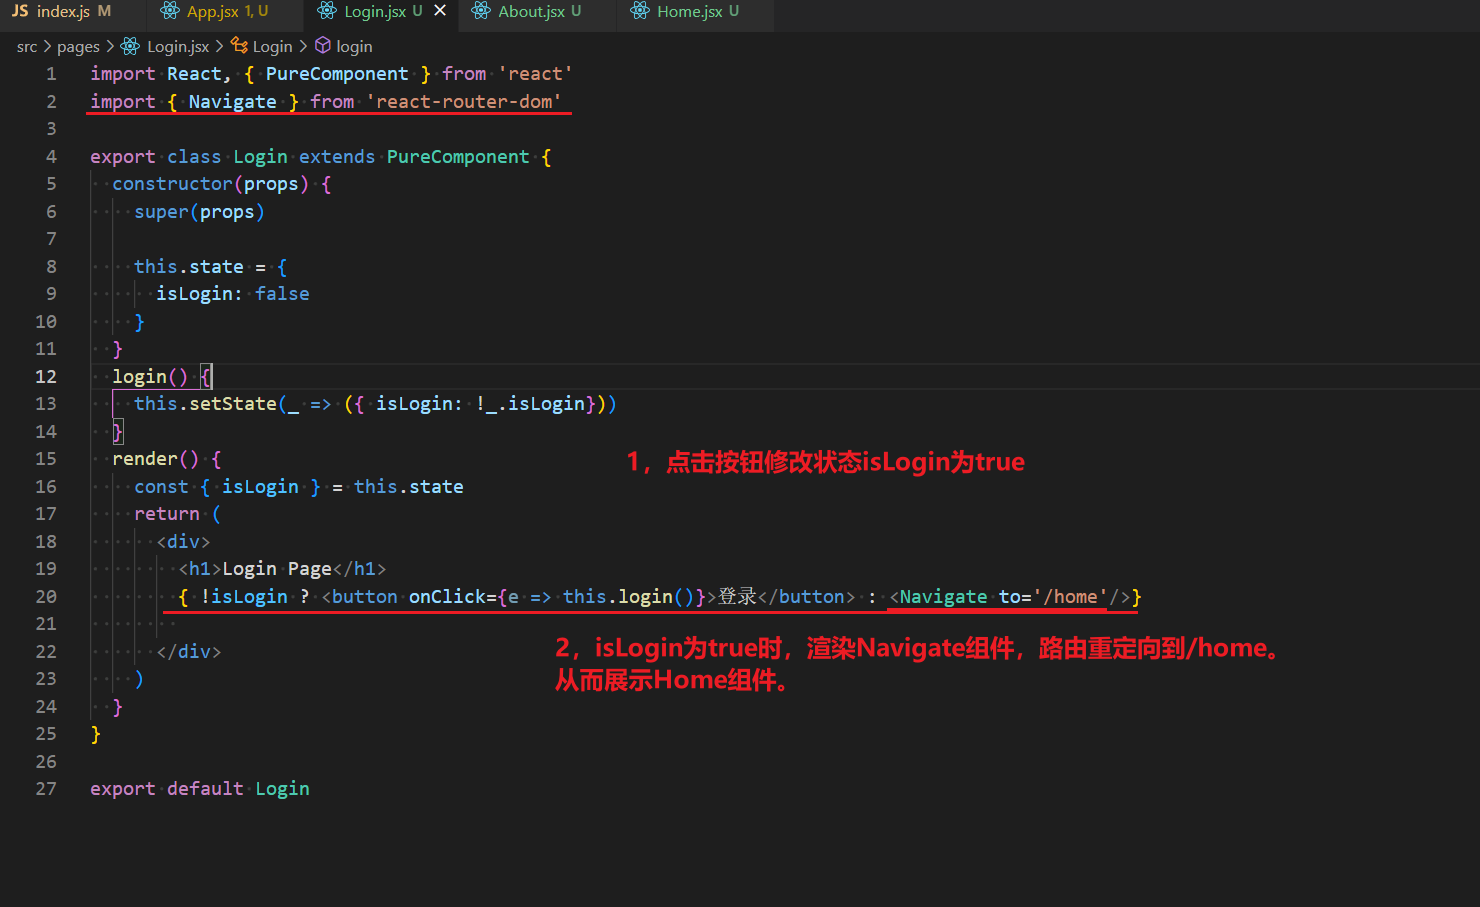 JS index.js M App.jsx 1, U Login.jsx U About.jsx U Home.jsx U
src > pages > Login.jsx > Login > login
1 import React, { PureComponent } from 'react'
2 import { Navigate } from 'react-router-dom'
3
4 export class Login extends PureComponent {
5   constructor(props) {
6     super(props)
7
8     this.state = {
9       isLogin: false
10     }
11   }
12   login() {
13     this.setState(_ => ({ isLogin: !_.isLogin}))
14   }
15   render() {
1，点击按钮修改状态isLogin为true
16     const { isLogin } = this.state
17     return (
18       <div>
19         <h1>Login Page</h1>
20         { !isLogin ? <button onClick={e => this.login()}>登录</button> : <Navigate to='/home'/>}
21
2，isLogin为true时，渲染Navigate组件，路由重定向到/home。
22       </div>
从而展示Home组件。
23     )
24   }
25 }
26
27 export default Login